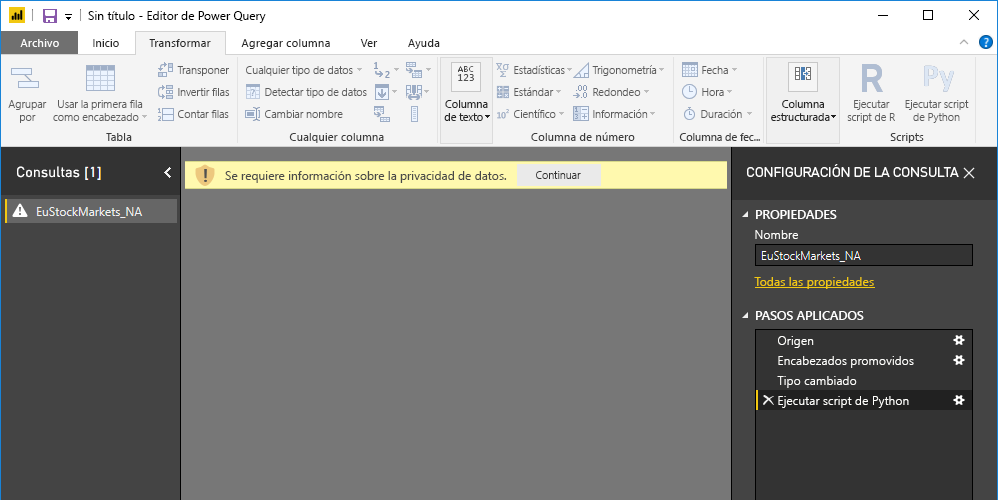 Sin título - Editor de Power Query
Archivo Inicio Transformar Agregar columna Ver Ayuda
Agrupar por
Usar la primera fila como encabezado
Transponer
Invertir filas
Contar filas
Tabla
Cualquier tipo de datos
Detectar tipo de datos
Cambiar nombre
1 2
Cualquier columna
ABC
123
Columna de texto
Estadísticas
Estándar
10² Científico
Trigonometría
.00 Redondeo
Información
Columna de número
Fecha
Hora
Duración
Columna de fec...
Columna estructurada
R
Ejecutar script de R
Py
Ejecutar script de Python
Scripts
Consultas [1]
EuStockMarkets_NA
Se requiere información sobre la privacidad de datos. Continuar
CONFIGURACIÓN DE LA CONSULTA
PROPIEDADES
Nombre
EuStockMarkets_NA
Todas las propiedades
PASOS APLICADOS
Origen
Encabezados promovidos
Tipo cambiado
Ejecutar script de Python